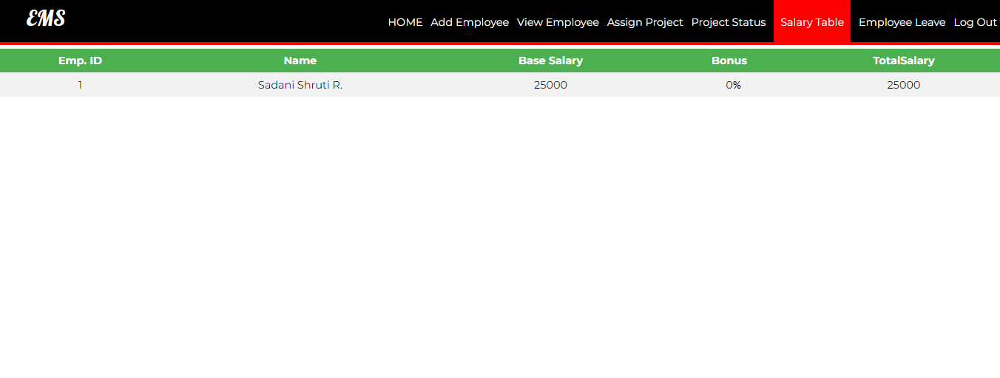 EMS
HOME Add Employee View Employee Assign Project Project Status Salary Table Employee Leave Log Out
Emp. ID Name Base Salary Bonus TotalSalary
1 Sadani Shruti R. 25000 0% 25000